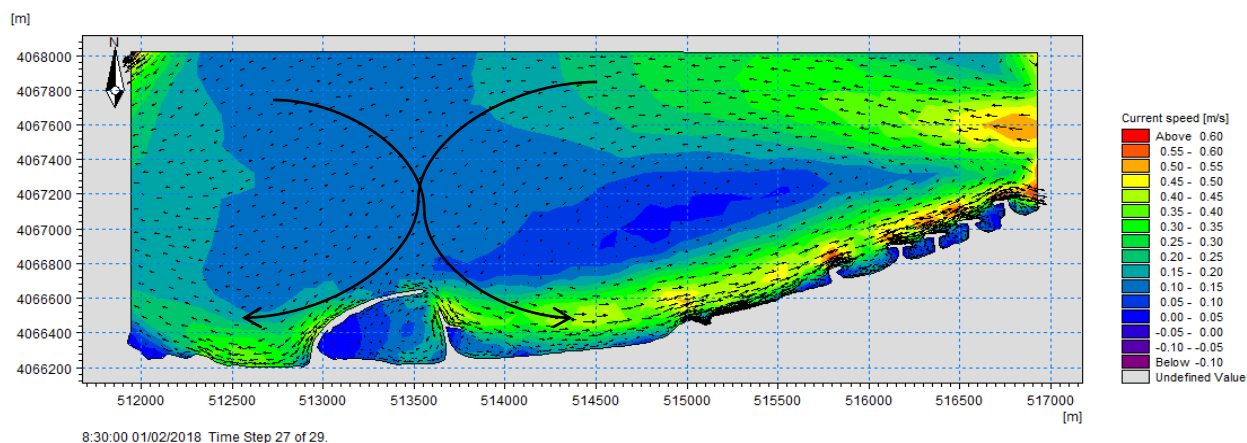 [m]
N
4068000
4067800
4067600
4067400
4067200
4067000
4066800
4066600
4066400
4066200
512000 512500 513000 513500 514000 514500 515000 515500 516000 516500 517000
[m]
8:30:00 01/02/2018 Time Step 27 of 29.
Current speed [m/s]
Above 0.60
0.55 - 0.60
0.50 - 0.55
0.45 - 0.50
0.40 - 0.45
0.35 - 0.40
0.30 - 0.35
0.25 - 0.30
0.20 - 0.25
0.15 - 0.20
0.10 - 0.15
0.05 - 0.10
0.00 - 0.05
-0.05 - 0.00
-0.10 - -0.05
Below -0.10
Undefined Value